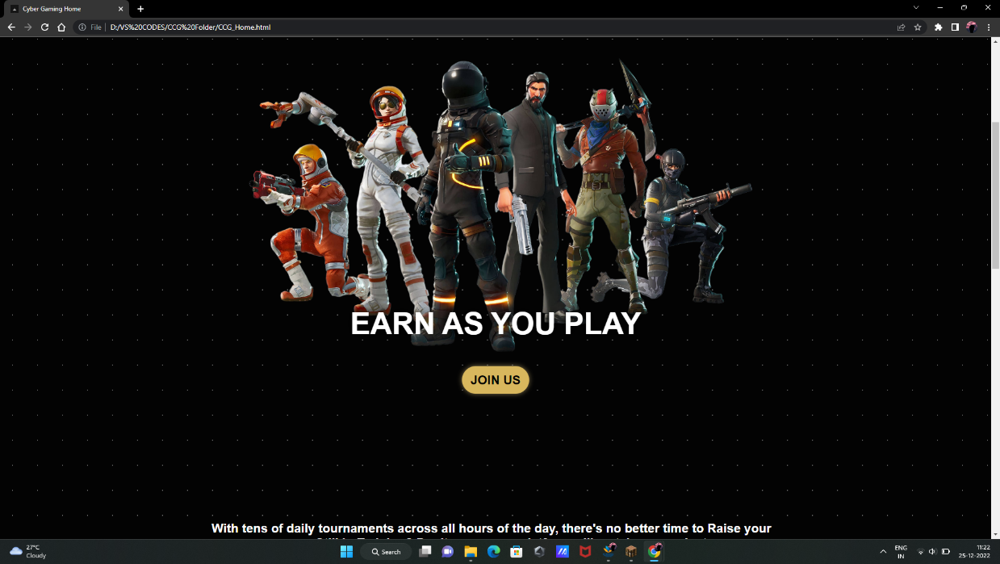 Cyber Gaming Home
File
D:/VS%20CODES/CCG%20Folder/CCG_Home.html
EARN AS YOU PLAY
JOIN US
With tens of daily tournaments across all hours of the day, there's no better time to Raise your
27°C
Cloudy
Search
ENG
IN
11:22
25-12-2022